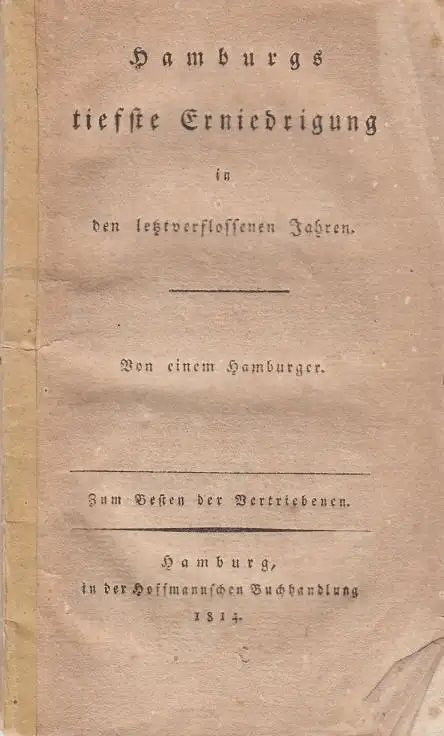 Hamburgs
tiefste Erniedrigung
in
den letztverflossenen Jahren.
Von einem Hamburger.
Zum Besten der Vertriebenen.
Hamburg,
in der Hoffmannschen Buchhandlung
1814.